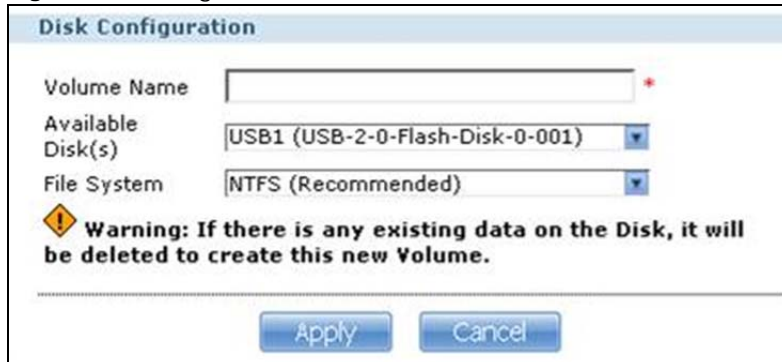 Disk Configuration
Volume Name *
Available
Disk(s)
USB1 (USB-2-0-Flash-Disk-0-001)
File System NTFS (Recommended)
Warning: If there is any existing data on the Disk, it will
be deleted to create this new Volume.
Apply Cancel